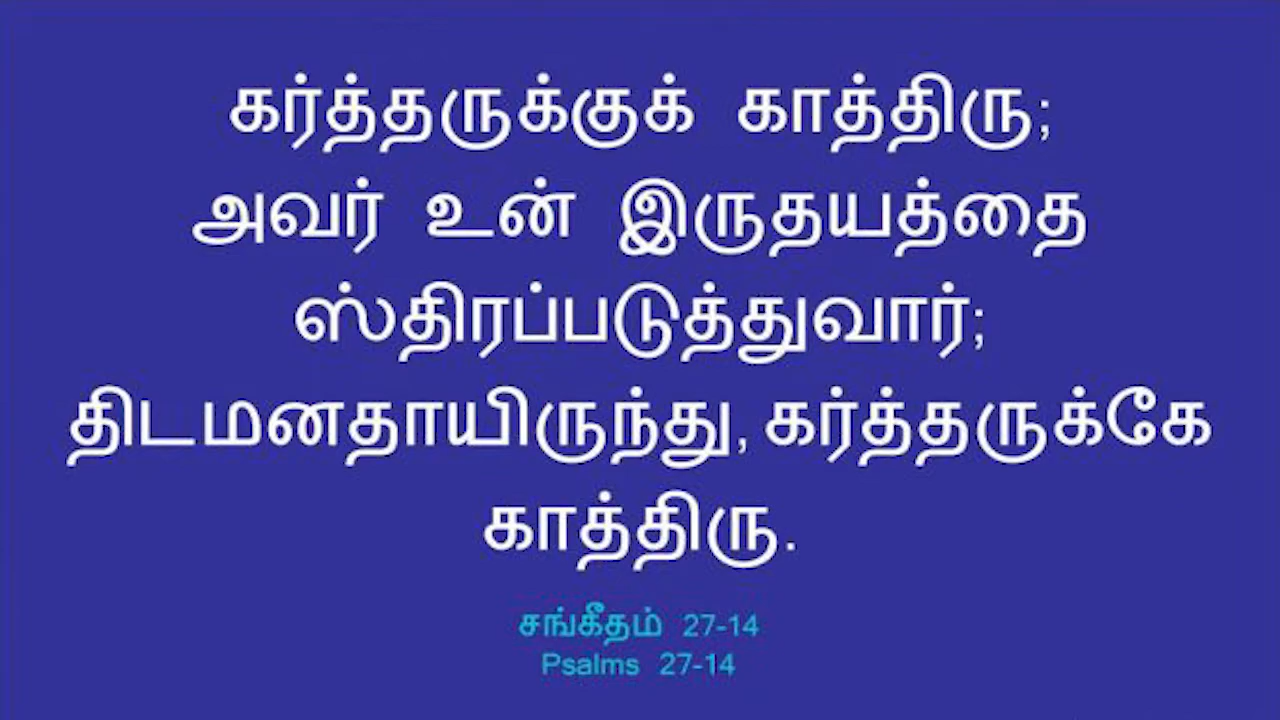 கர்த்தருக்குக் காத்திரு;
அவர் உன் இருதயத்தை
ஸ்திரப்படுத்துவார்;
திடமனதாயிருந்து, கர்த்தருக்கே
காத்திரு.
சங்கீதம் 27-14
Psalms 27-14